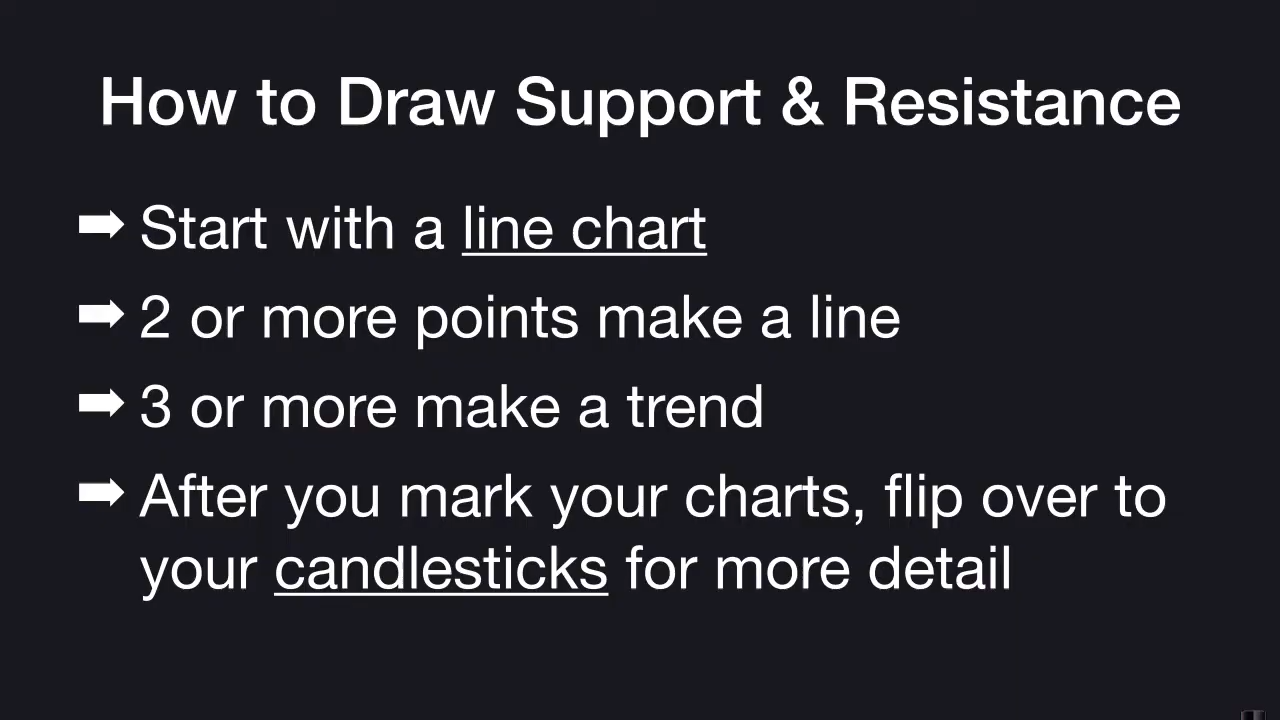 How to Draw Support & Resistance
➡ Start with a line chart
➡ 2 or more points make a line
➡ 3 or more make a trend
➡ After you mark your charts, flip over to
your candlesticks for more detail